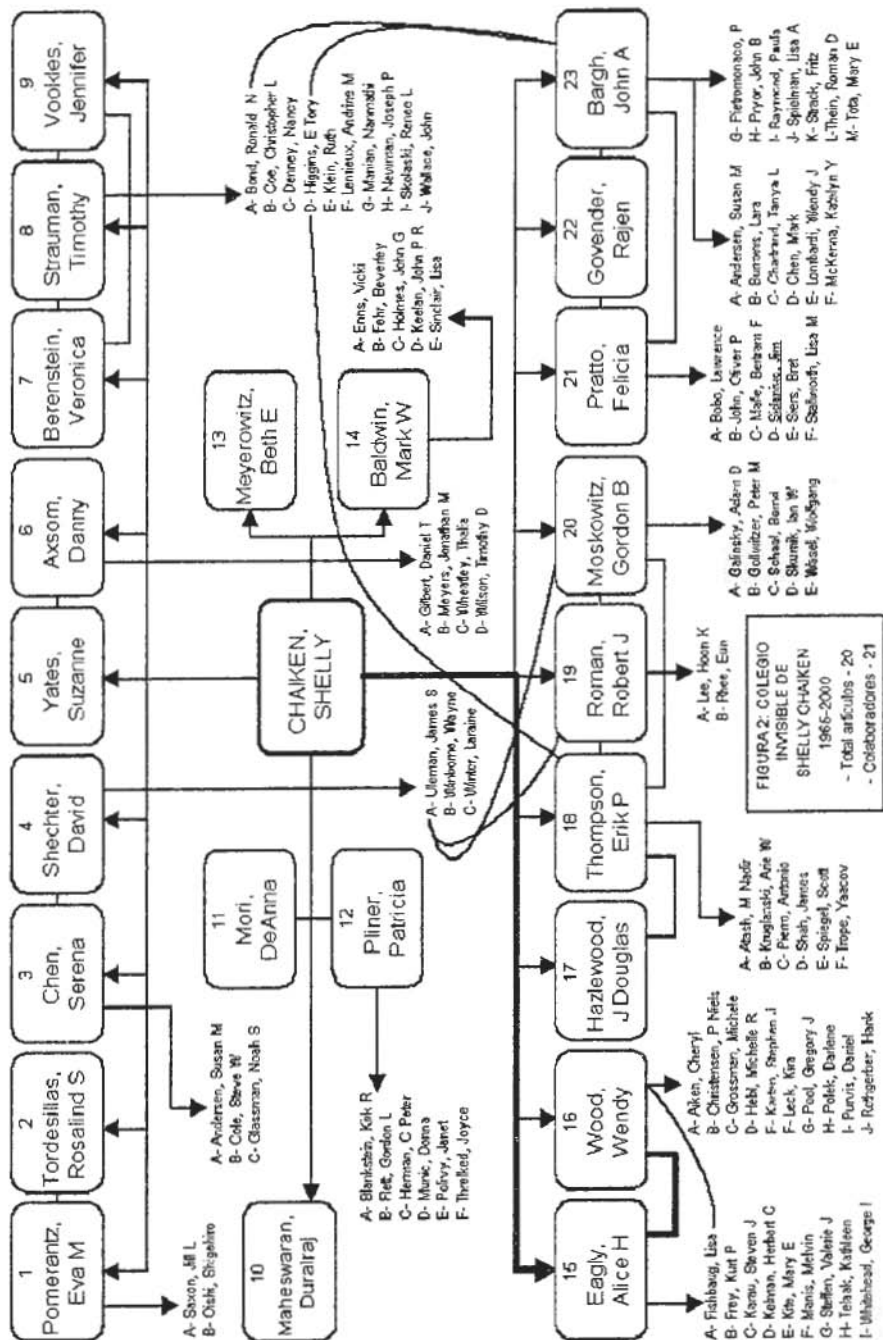 1
Pomerantz,
Eva M
2
Tordesillas,
Rosalind S
3
Chen,
Serena
4
Shechter,
David
5
Yates,
Suzanne
6
Axsom,
Danny
7
Berenstein,
Veronica
8
Strauman,
Timothy
9
Vookles,
Jennifer
A- Saxon, Jill L
B- Oishi, Shigehiro
A- Andersen, Susan M
B- Cole, Steve W
C- Glassman, Noah S
A- Uleman, James S
B- Winborne, Wayne
C- Winter, Laraine
A- Gilbert, Daniel T
B- Meyers, Jonathan M
C- Wheatley, Thalia
D- Wilson, Timothy D
A- Bond, Ronald N
B- Coe, Christopher L
C- Denney, Nancy
D- Higgins, E Tory
E- Klein, Ruth
F- Lemieux, Andrine M
G- Manian, Nanmathi
H- Newman, Joseph P
I- Skolaski, Renee L
J- Wallace, John
10
Maheswaran,
Durairaj
11
Mori,
DeAnna
12
Pliner,
Patricia
CHAIKEN,
SHELLY
13
Meyerowitz,
Beth E
14
Baldwin,
Mark W
A- Blankstein, Kirk R
B- Flett, Gordon L
C- Herman, C Peter
D- Munic, Donna
E- Polivy, Janet
F- Threlked, Joyce
A- Enns, Vicki
B- Fehr, Beverley
C- Holmes, John G
D- Keelan, John P R
E- Sinclair, Lisa
15
Eagly,
Alice H
16
Wood,
Wendy
17
Hazlewood,
J Douglas
18
Thompson,
Erik P
19
Roman,
Robert J
20
Moskowitz,
Gordon B
21
Pratto,
Felicia
22
Govender,
Rajen
23
Bargh,
John A
A- Fishbaug, Lisa
B- Frey, Kurt P
C- Karau, Steven J
D- Kelman, Herbert C
E- Kite, Mary E
F- Manis, Melvin
G- Steffen, Valerie J
H- Telaak, Kathleen
I- Whitehead, George I
A- Aiken, Cheryl
B- Christensen, P Niels
C- Grossman, Michele
D- Hebl, Michelle R
F- Karten, Stephen J
F- Leck, Kira
G- Pool, Gregory J
H- Polek, Darlene
I- Purvis, Daniel
J- Rothgerber, Hank
A- Atash, M Nadir
B- Kruglanski, Arie W
C- Pierro, Antonio
D- Shah, James
E- Spiegel, Scott
F- Trope, Yaacov
A- Lee, Hoon K
B- Rhee, Eun
A- Galinsky, Adam D
B- Gollwitzer, Peter M
C- Schaal, Bernd
D- Skurnik, Ian W
E- Wasel, Wolfgang
A- Bobo, Lawrence
B- John, Oliver P
C- Malle, Bertram F
D- Sidanius, Jim
E- Siers, Bret
F- Stallworth, Lisa M
A- Andersen, Susan M
B- Burrows, Lara
C- Chartrand, Tanya L
D- Chen, Mark
E- Lombardi, Wendy J
F- McKenna, Katelyn Y
G- Pietromonaco, P
H- Pryor, John B
I- Raymond, Paula
J- Spielman, Lisa A
K- Strack, Fritz
L- Thein, Roman D
M- Tota, Mary E
FIGURA 2: COLEGIO
INVISIBLE DE
SHELLY CHAIKEN
1965-2000
- Total articulos - 20
- Colaboradores - 21